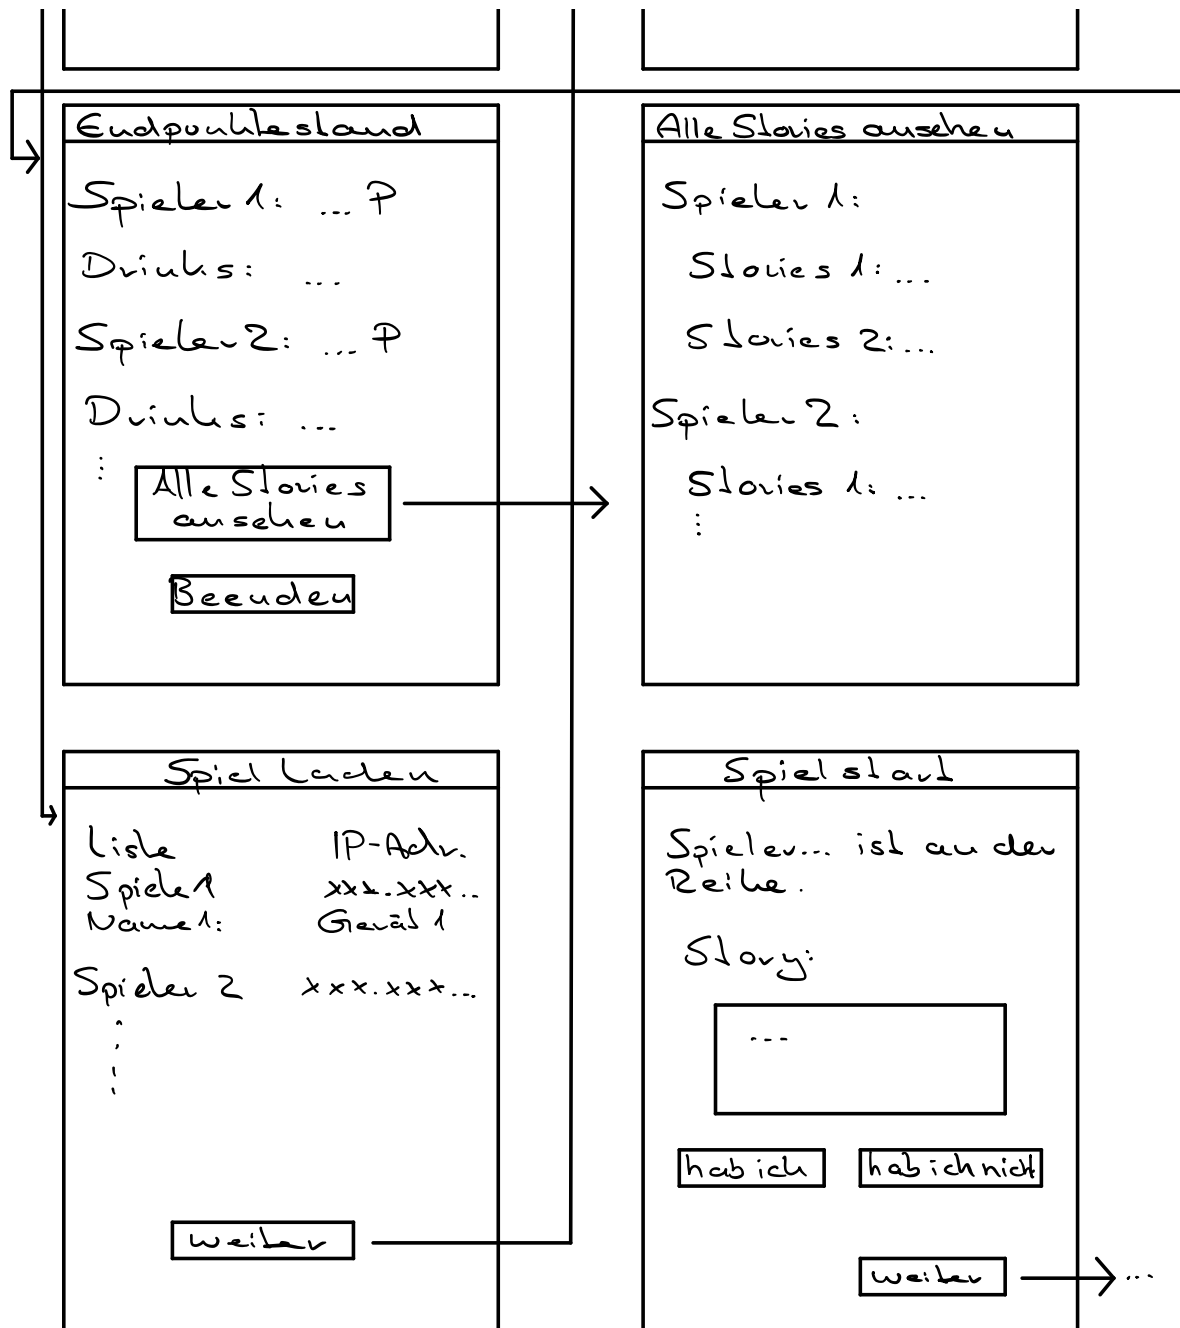 Endpunktestand
Spieler 1: ... P
Drinks: ...
Spieler 2: ... P
Drinks: ...
⋮
Alle Stories
ansehen
Beenden
Alle Stories ansehen
Spieler 1:
Stories 1: ...
Stories 2: ...
Spieler 2:
Stories 1: ...
⋮
Spiel Laden
Liste IP-Adr.
Spieler 1 xxx.xxx...
Name 1: Gerät 1
Spieler 2 xxx.xxx...
⋮
weiter
Spielstart
Spieler... ist an der
Reihe.
Story:
...
hab ich
hab ich nicht
weiter
...